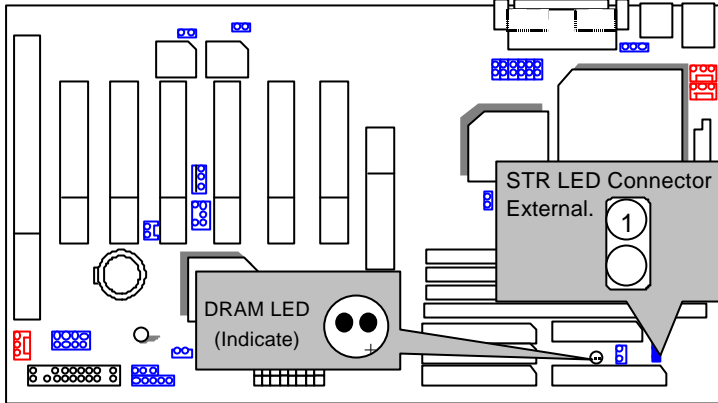 STR LED Connector
External.
1
DRAM LED
(Indicate)
+